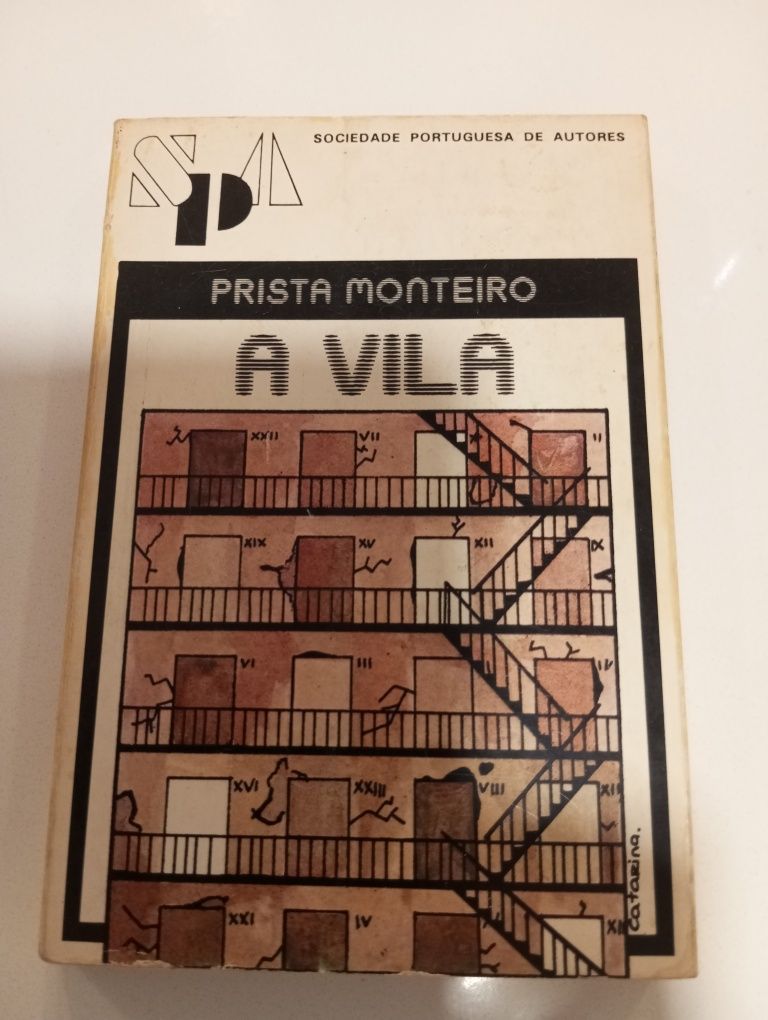 SPA
SOCIEDADE PORTUGUESA DE AUTORES
PRISTA MONTEIRO
A VILA
XXII VII X II
XIX XV XII IX
VI III IV
XVI XXIII VIII XII
XXI IV
Catarina.